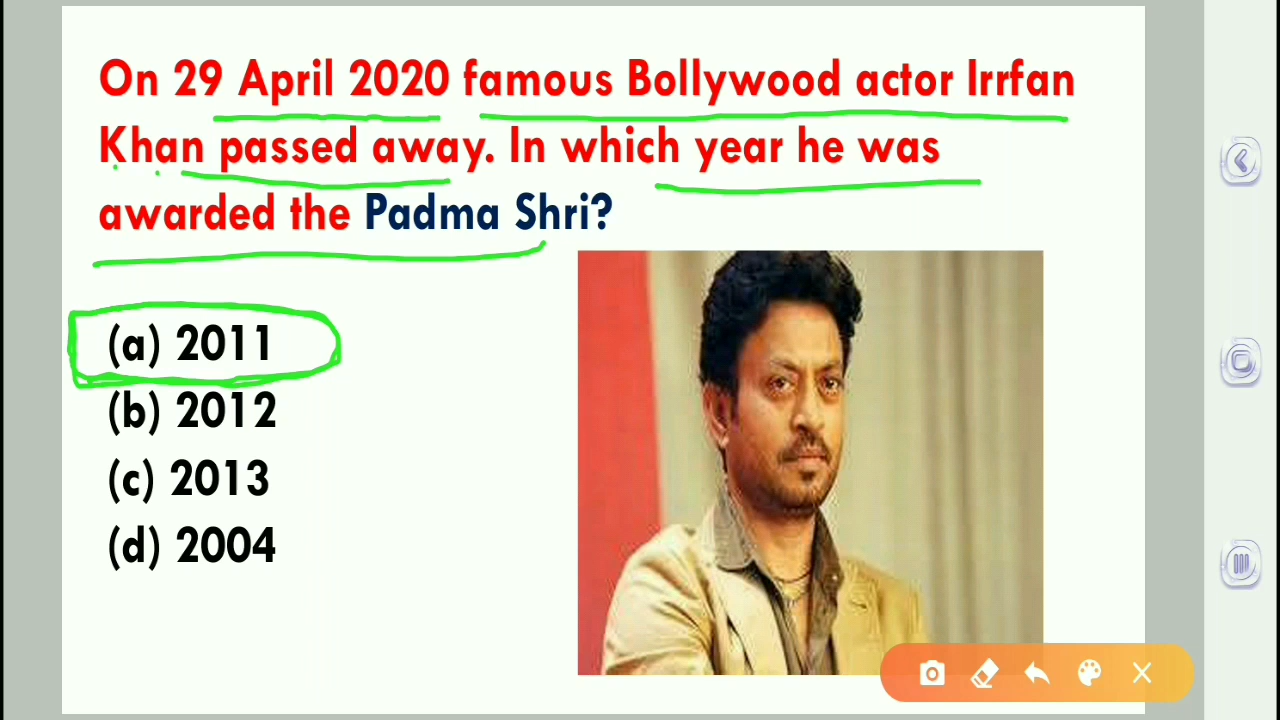 On 29 April 2020 famous Bollywood actor Irrfan
Khan passed away. In which year he was
awarded the Padma Shri?
(a) 2011
(b) 2012
(c) 2013
(d) 2004